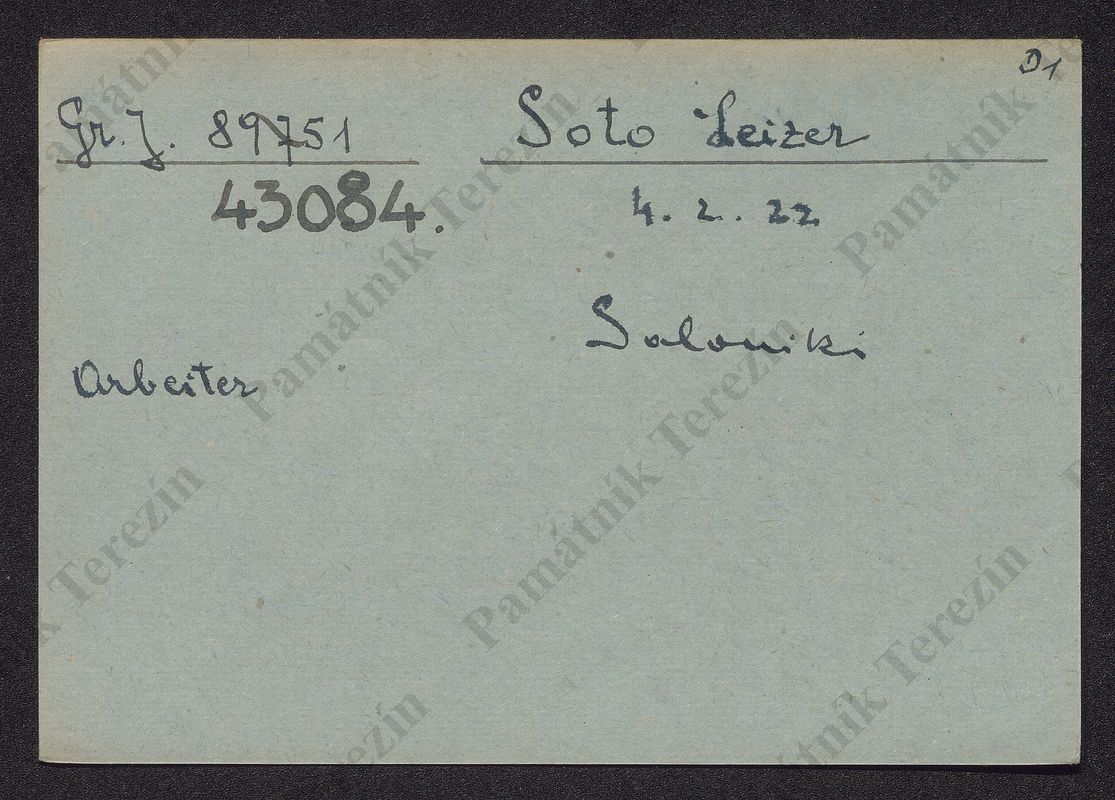 D1
Gr. J. 89751 Soto Leizer
43084. 4. 2. 22
Saloniki
Arbeiter
Památník Terezín